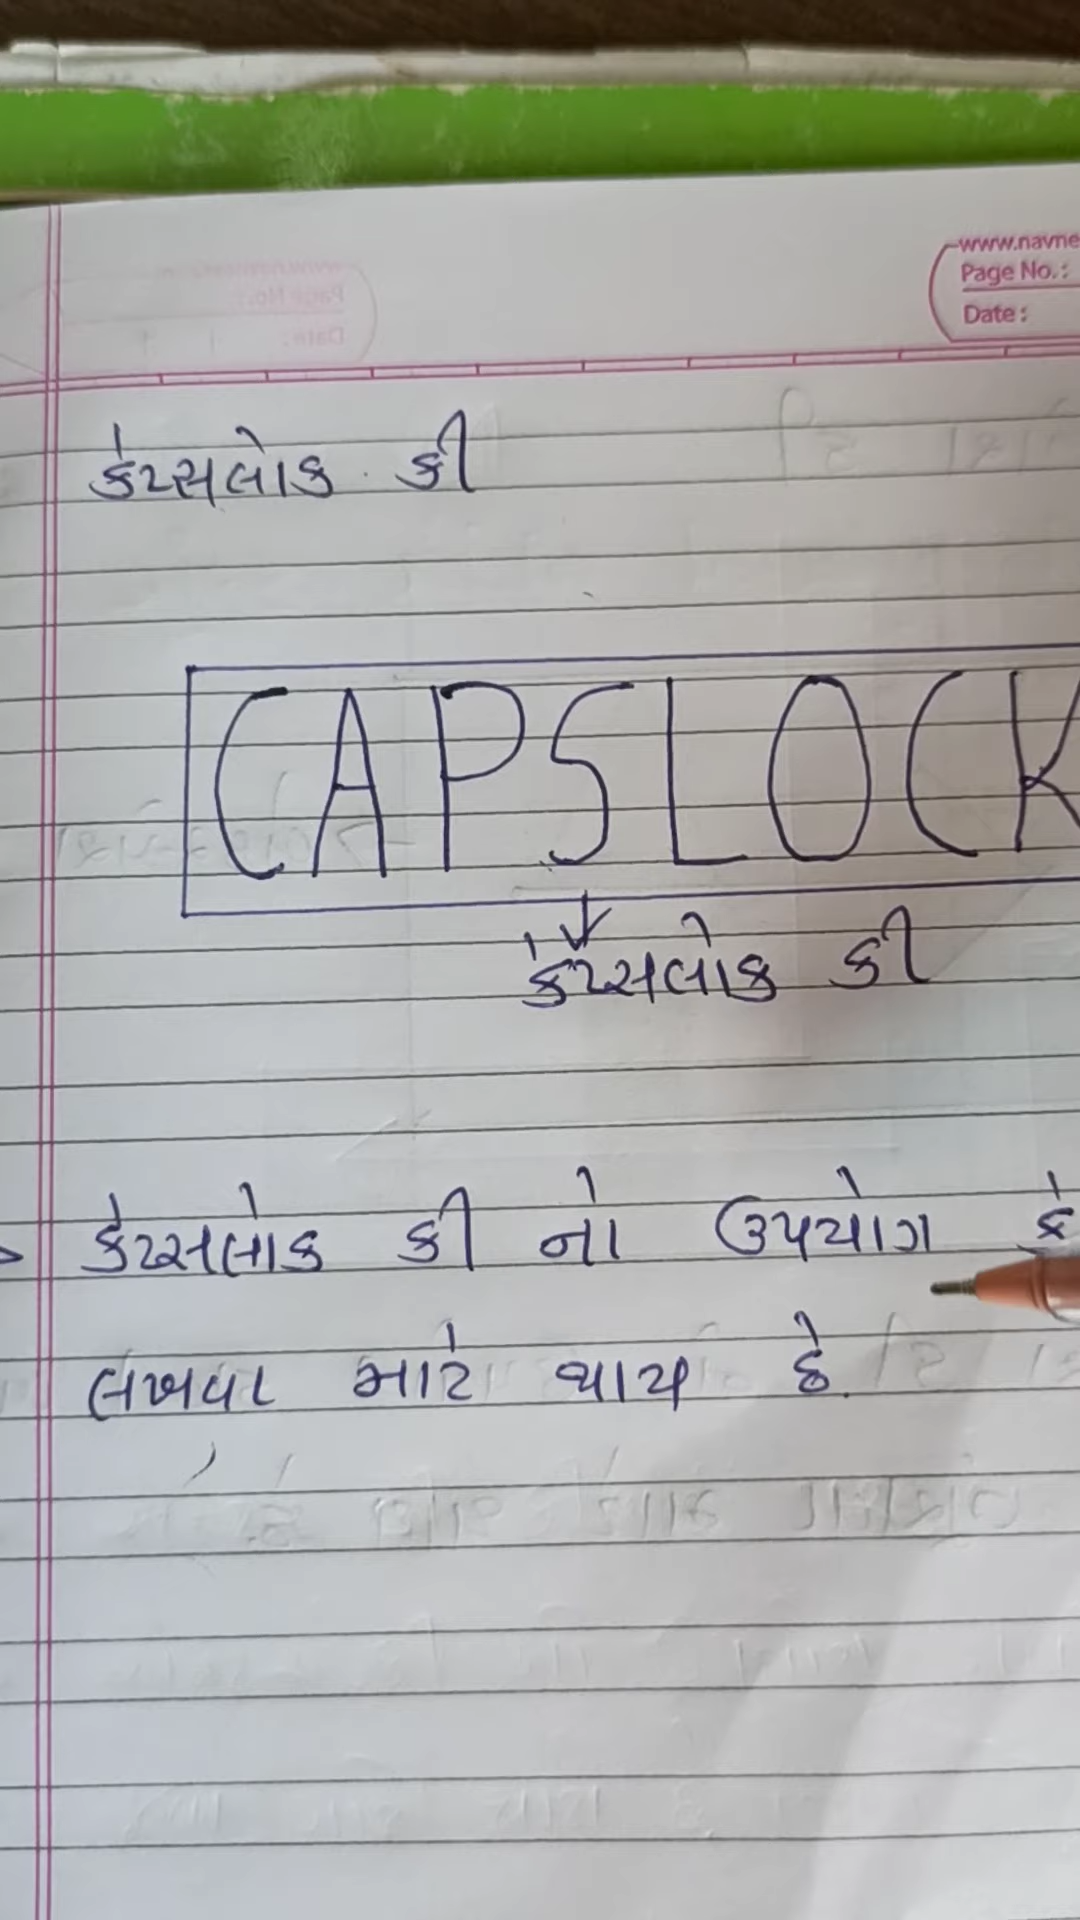 www.navne
Page No.:
Date:
કેપ્સલોક કી
CAPSLOCK
કેપ્સલોક કી
કેપ્સલોક કી નો ઉપયોગ કે
લખવા માટે થાય છે.